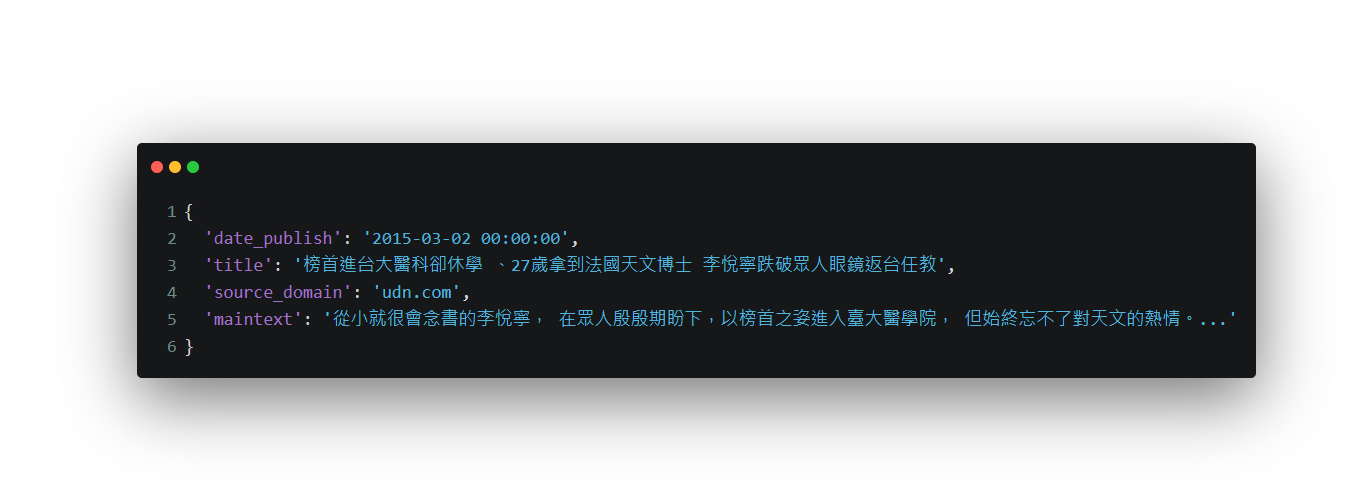 1 {
2   'date_publish': '2015-03-02 00:00:00',
3   'title': '榜首進台大醫科卻休學 、27歲拿到法國天文博士 李悅寧跌破眾人眼鏡返台任教',
4   'source_domain': 'udn.com',
5   'maintext': '從小就很會念書的李悅寧， 在眾人殷殷期盼下，以榜首之姿進入臺大醫學院， 但始終忘不了對天文的熱情。...'
6 }